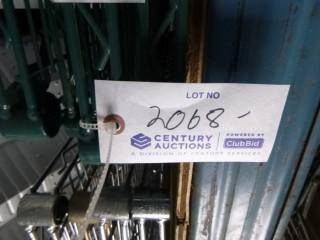 LOT NO
2068-
CENTURY AUCTIONS
POWERED BY
ClubBid
A DIVISION OF CENTURY SERVICES